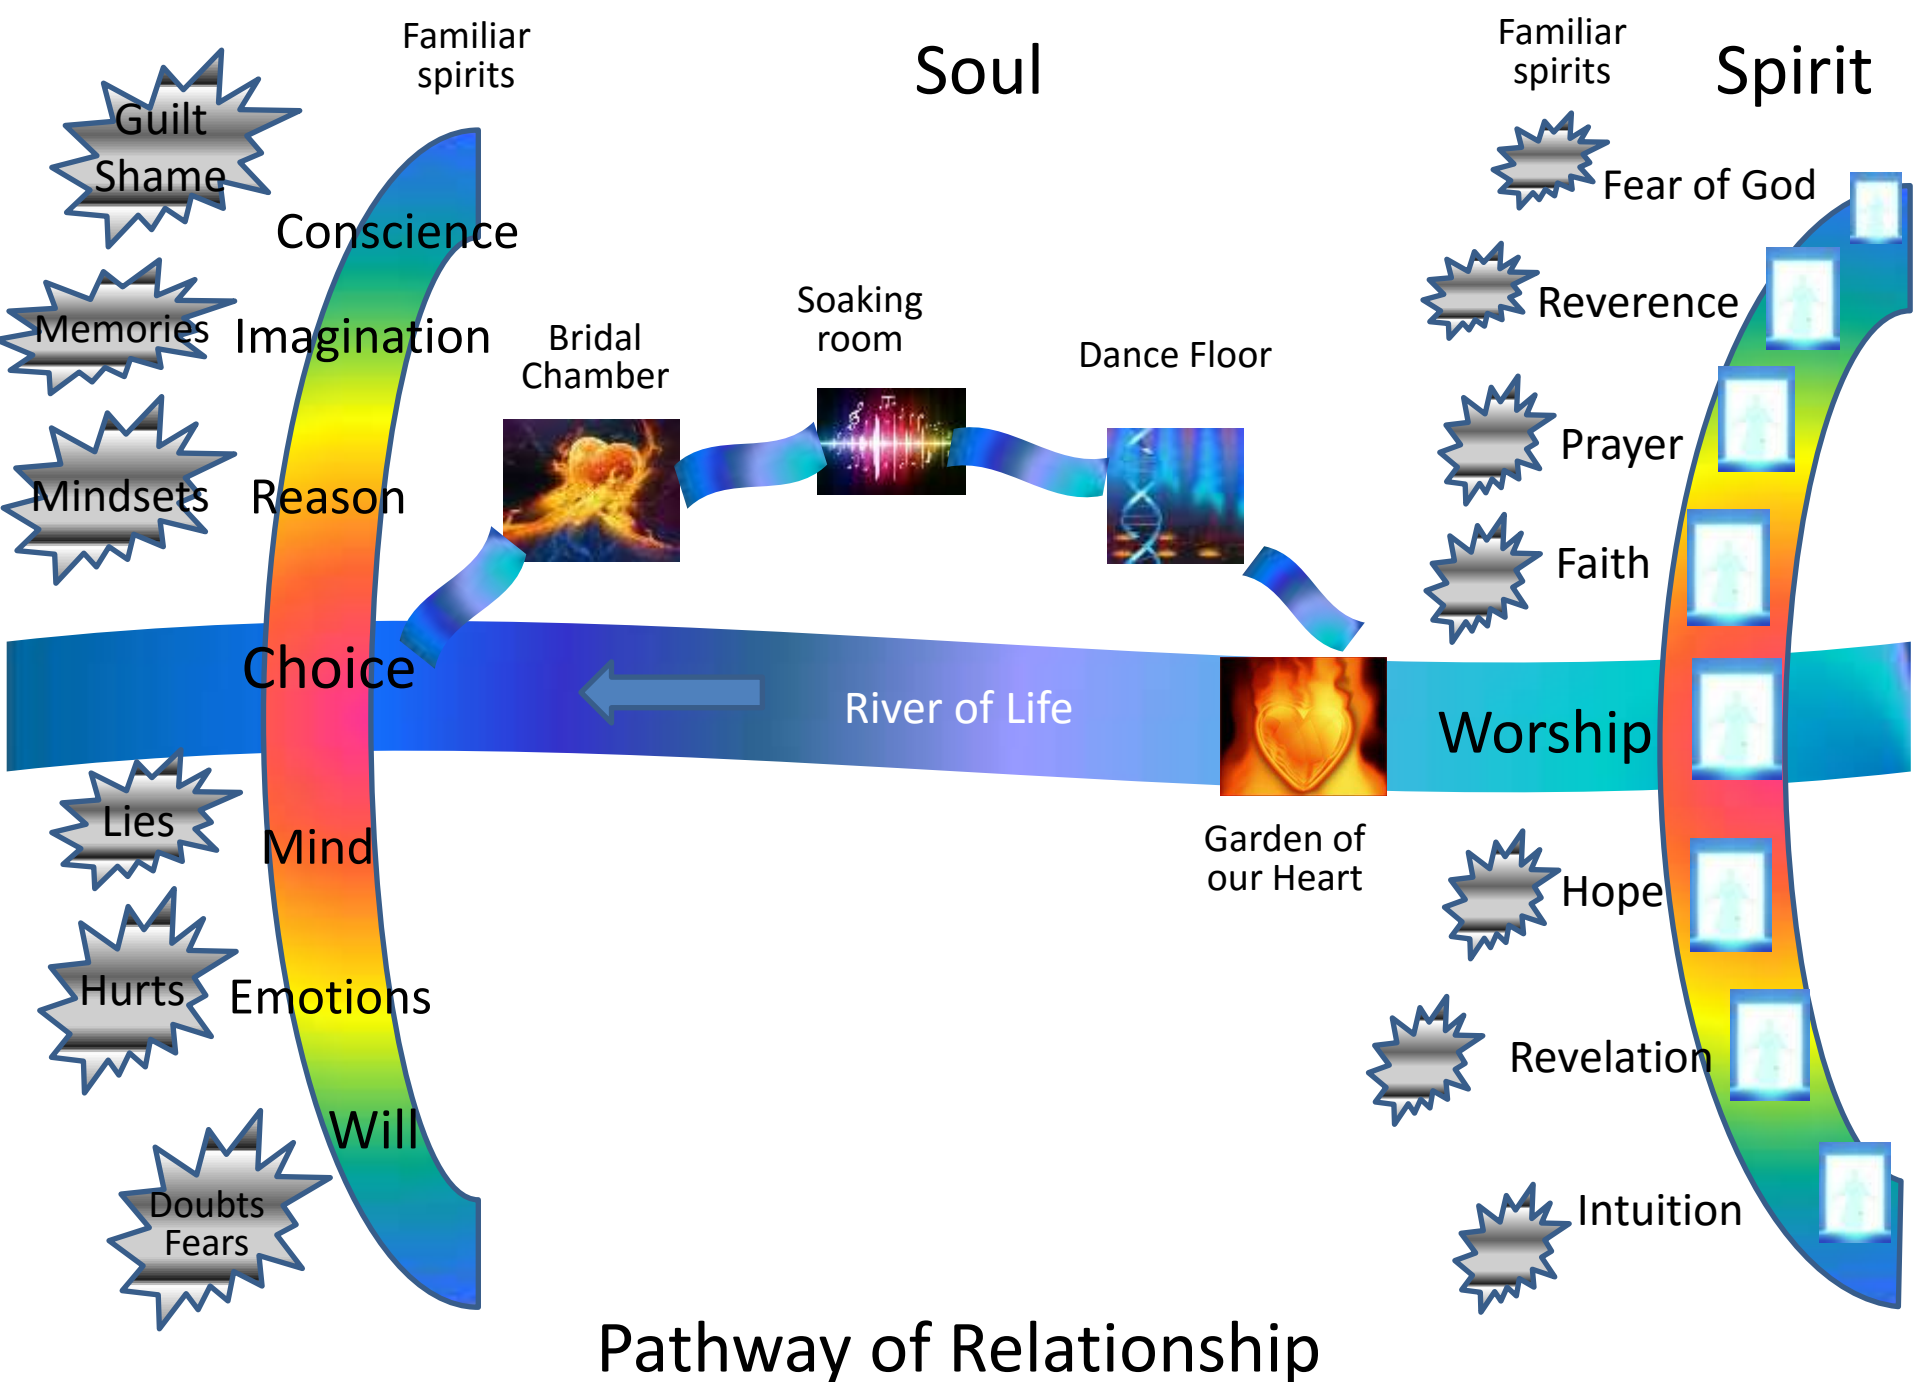 Familiar
spirits
Soul
Familiar
spirits
Spirit
Guilt
Shame
Conscience
Memories
Imagination
Mindsets
Reason
Choice
Lies
Mind
Hurts
Emotions
Doubts
Fears
Will
Bridal
Chamber
Soaking
room
Dance Floor
River of Life
Garden of
our Heart
Fear of God
Reverence
Prayer
Faith
Worship
Hope
Revelation
Intuition
Pathway of Relationship